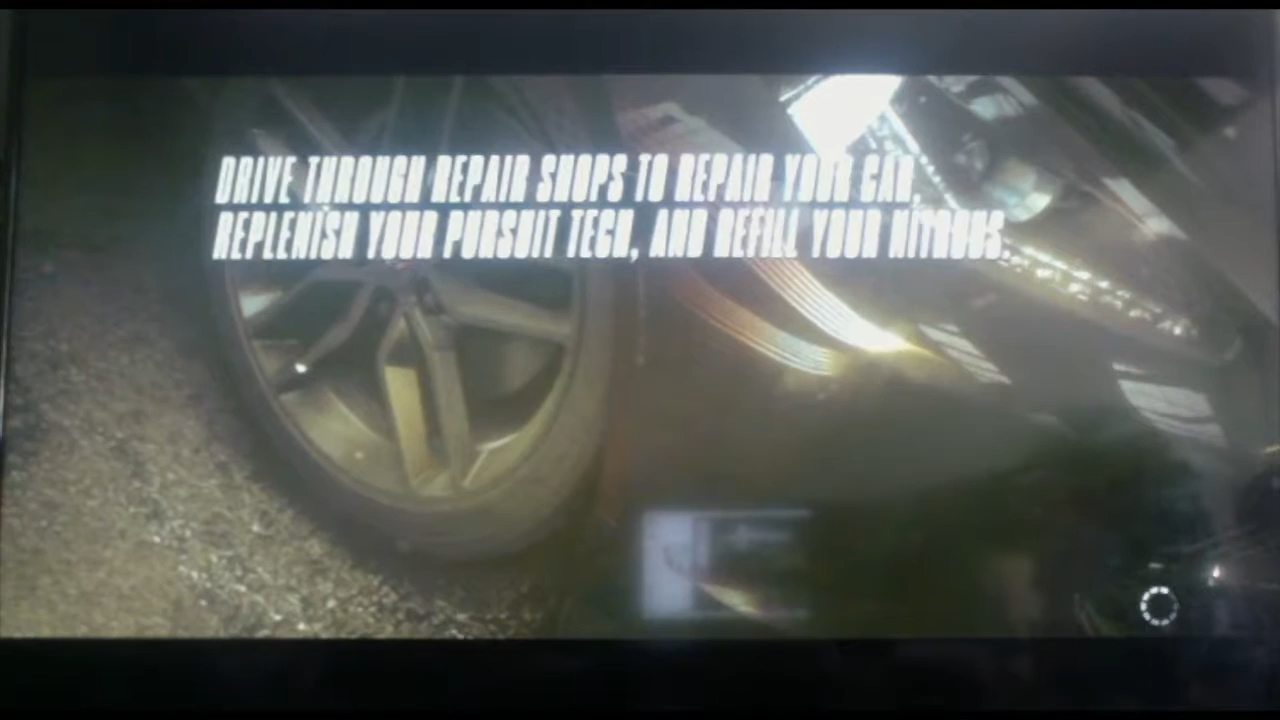 DRIVE THROUGH REPAIR SHOPS TO REPAIR YOUR CAR,
REPLENISH YOUR PURSUIT TECH, AND REFILL YOUR NITROUS.